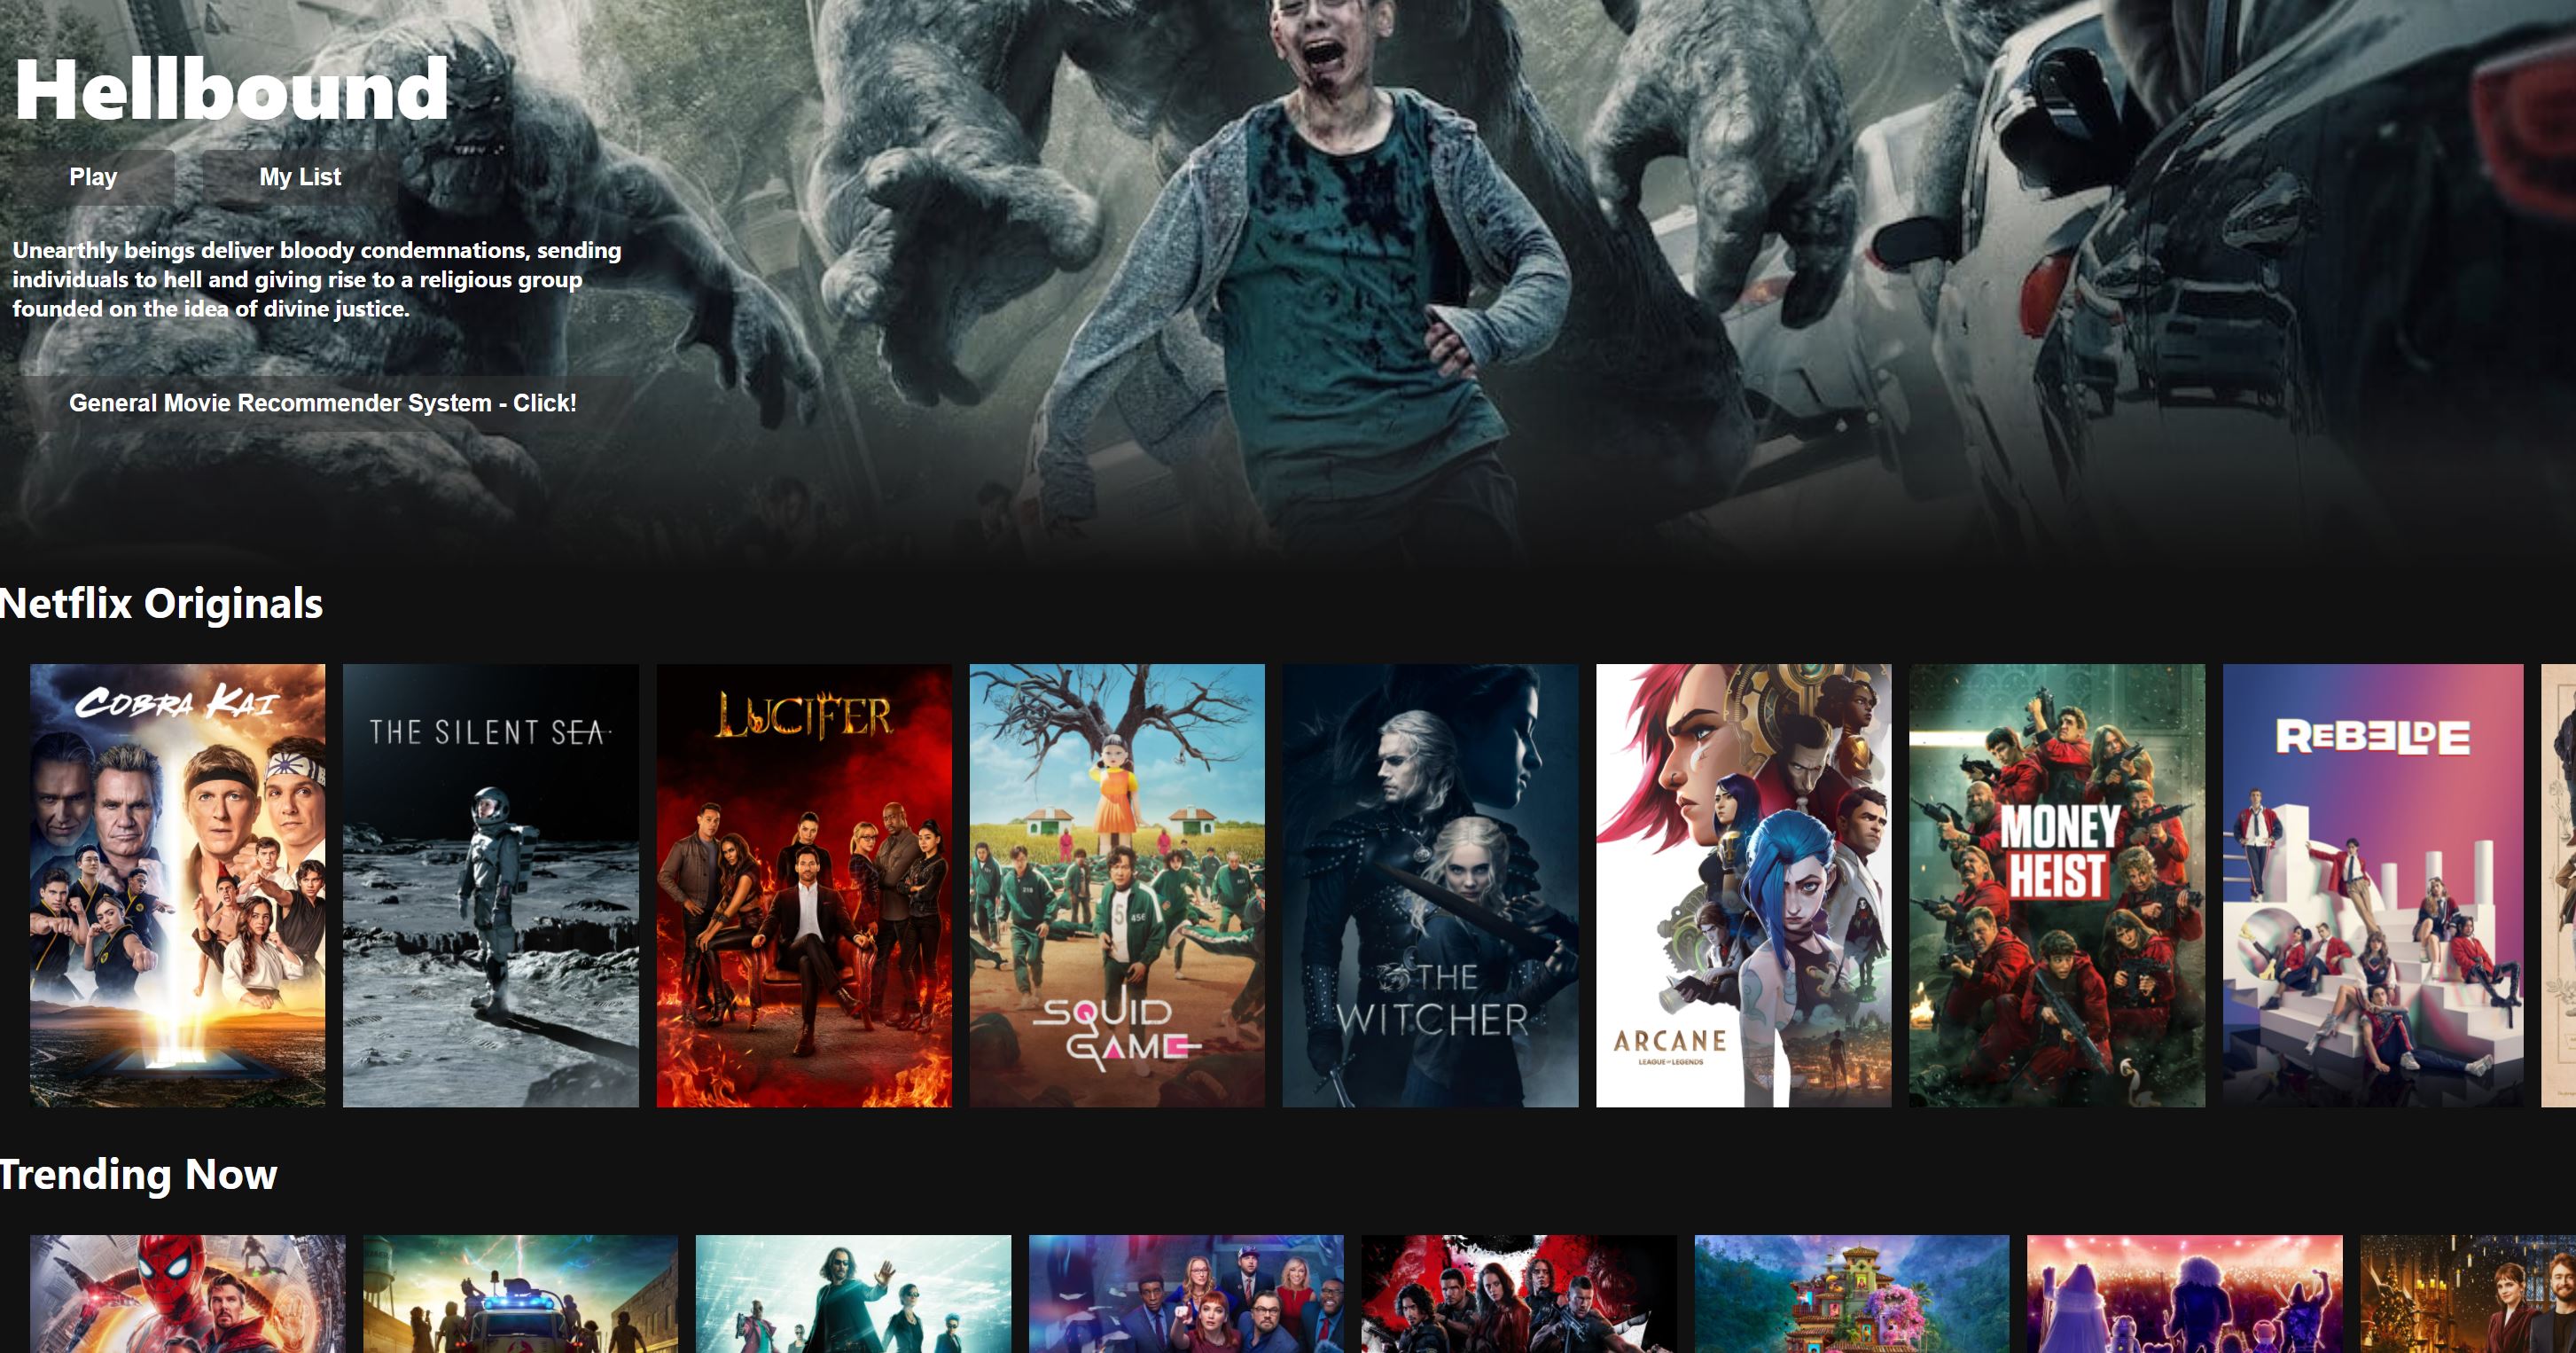 Hellbound
Play
My List
Unearthly beings deliver bloody condemnations, sending
individuals to hell and giving rise to a religious group
founded on the idea of divine justice.
General Movie Recommender System - Click!
Netflix Originals
COBRA KAI
THE SILENT SEA
LUCIFER
SQUID
GAME
456
THE
WITCHER
ARCANE
LEAGUE OF LEGENDS
MONEY
HEIST
REBELDE
Trending Now